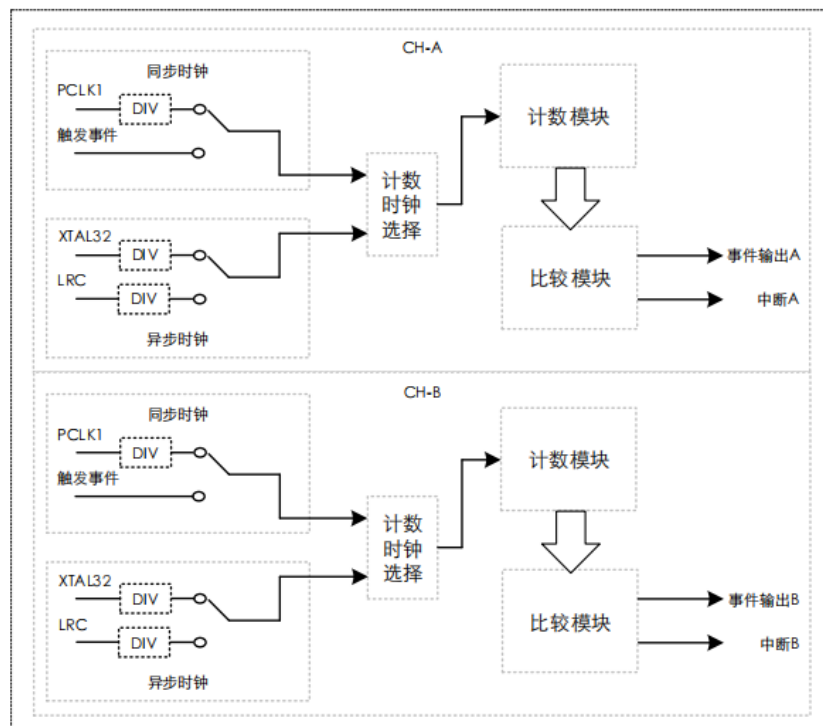 CH-A
同步时钟
PCLK1
DIV
触发事件
计数模块
计数
时钟
选择
XTAL32
DIV
LRC
DIV
异步时钟
比较模块
事件输出A
中断A
CH-B
同步时钟
PCLK1
DIV
触发事件
计数模块
计数
时钟
选择
XTAL32
DIV
LRC
DIV
异步时钟
比较模块
事件输出B
中断B